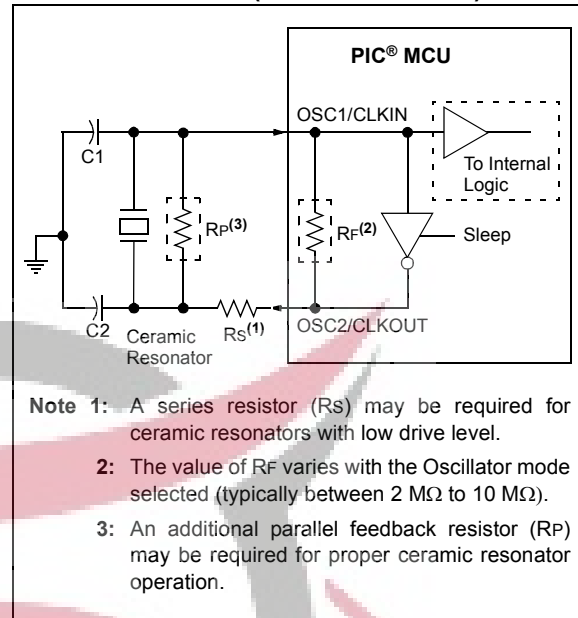 PIC® MCU
OSC1/CLKIN
C1
To Internal
Logic
RP(3)
RF(2)
Sleep
C2
Ceramic
Resonator
RS(1)
OSC2/CLKOUT
Note 1: A series resistor (RS) may be required for
ceramic resonators with low drive level.
2: The value of RF varies with the Oscillator mode
selected (typically between 2 MΩ to 10 MΩ).
3: An additional parallel feedback resistor (RP)
may be required for proper ceramic resonator
operation.